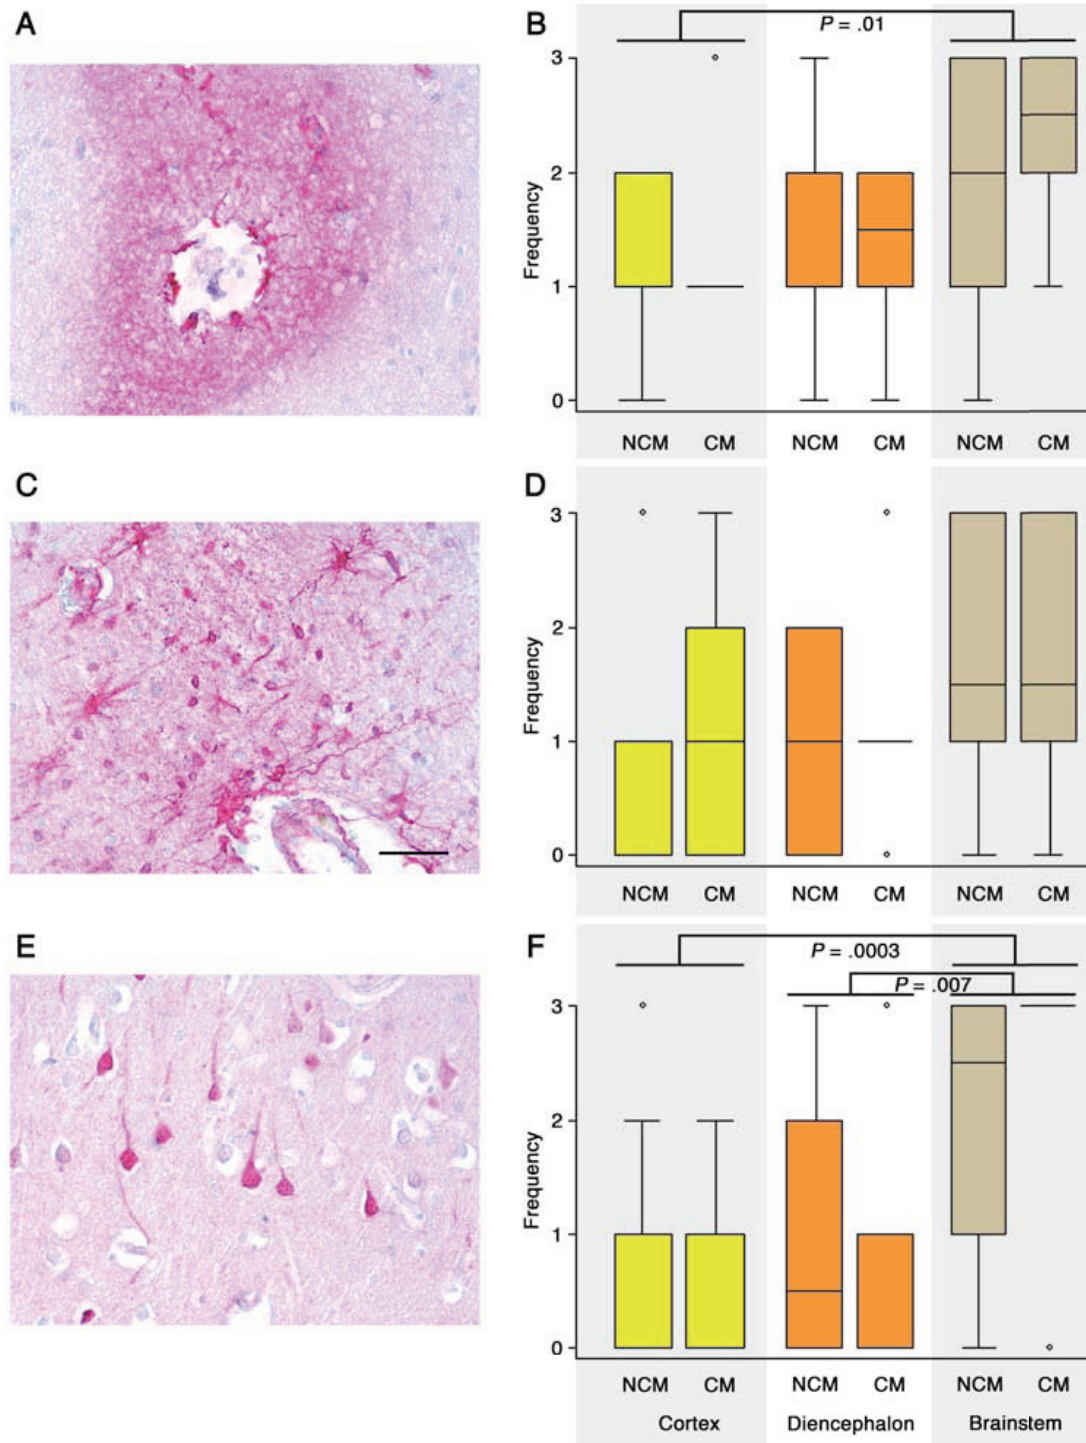 A
B
P = .01
3
2
1
0
Frequency
NCM CM NCM CM NCM CM
C
D
3
2
1
0
Frequency
NCM CM NCM CM NCM CM
E
F
P = .0003
P = .007
3
2
1
0
Frequency
NCM CM NCM CM NCM CM
Cortex Diencephalon Brainstem